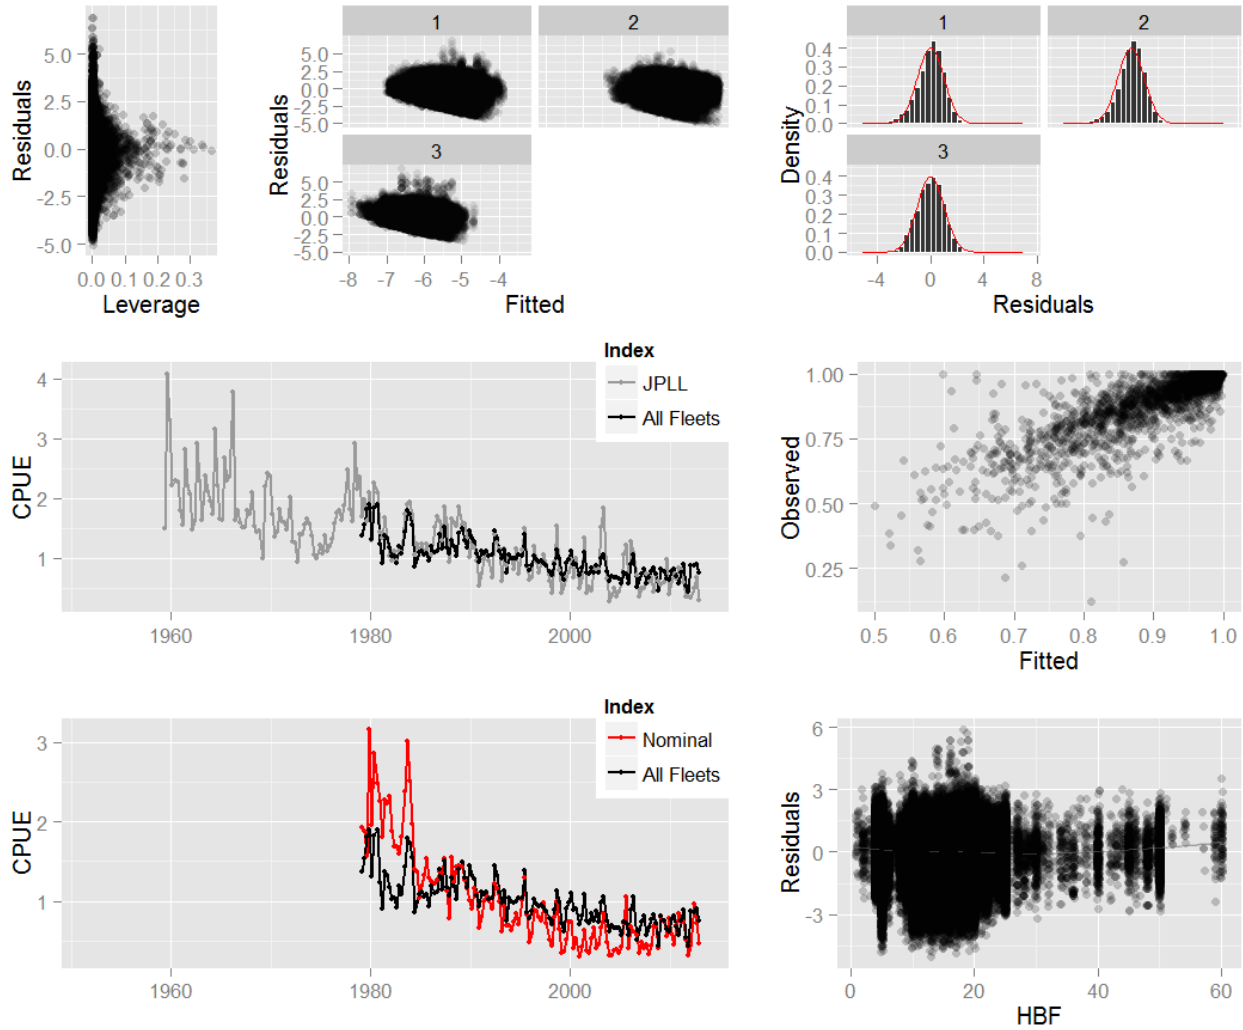 Residuals
5.0
2.5
0.0
-2.5
-5.0
0.0 0.1 0.2 0.3
Leverage
Residuals
1
2
5.0
2.5
0.0
-2.5
-5.0
3
5.0
2.5
0.0
-2.5
-5.0
-8 -7 -6 -5 -4
Fitted
Density
1
2
0.4
0.3
0.2
0.1
0.0
3
0.4
0.3
0.2
0.1
0.0
-4 0 4 8
Residuals
CPUE
4
3
2
1
1960 1980 2000
Index
JPLL
All Fleets
Observed
1.00
0.75
0.50
0.25
0.5 0.6 0.7 0.8 0.9 1.0
Fitted
CPUE
3
2
1
1960 1980 2000
Index
Nominal
All Fleets
Residuals
6
3
0
-3
0 20 40 60
HBF